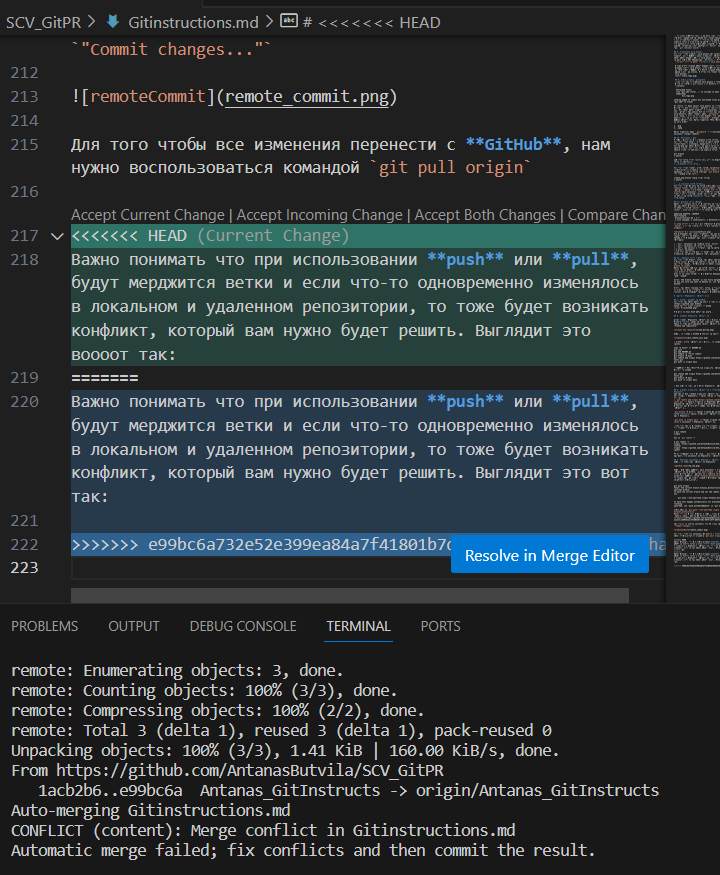 SCV_GitPR > Gitinstructions.md > # <<<<<<< HEAD
`"Commit changes..."`
212
213 ![remoteCommit](remote_commit.png)
214
215 Для того чтобы все изменения перенести с **GitHub**, нам
нужно воспользоваться командой `git pull origin`
216
Accept Current Change | Accept Incoming Change | Accept Both Changes | Compare Chan
217 <<<<<<< HEAD (Current Change)
218 Важно понимать что при использовании **push** или **pull**,
будут мерджится ветки и если что-то одновременно изменялось
в локальном и удаленном репозитории, то тоже будет возникать
конфликт, который вам нужно будет решить. Выглядит это
воооот так:
219 =======
220 Важно понимать что при использовании **push** или **pull**,
будут мерджится ветки и если что-то одновременно изменялось
в локальном и удаленном репозитории, то тоже будет возникать
конфликт, который вам нужно будет решить. Выглядит это вот
так:
221
222 >>>>>>> e99bc6a732e52e399ea84a7f41801b7
Resolve in Merge Editor
223
PROBLEMS OUTPUT DEBUG CONSOLE TERMINAL PORTS
remote: Enumerating objects: 3, done.
remote: Counting objects: 100% (3/3), done.
remote: Compressing objects: 100% (2/2), done.
remote: Total 3 (delta 1), reused 3 (delta 1), pack-reused 0
Unpacking objects: 100% (3/3), 1.41 KiB | 160.00 KiB/s, done.
From https://github.com/AntanasButvila/SCV_GitPR
1acb2b6..e99bc6a Antanas_GitInstructs -> origin/Antanas_GitInstructs
Auto-merging Gitinstructions.md
CONFLICT (content): Merge conflict in Gitinstructions.md
Automatic merge failed; fix conflicts and then commit the result.